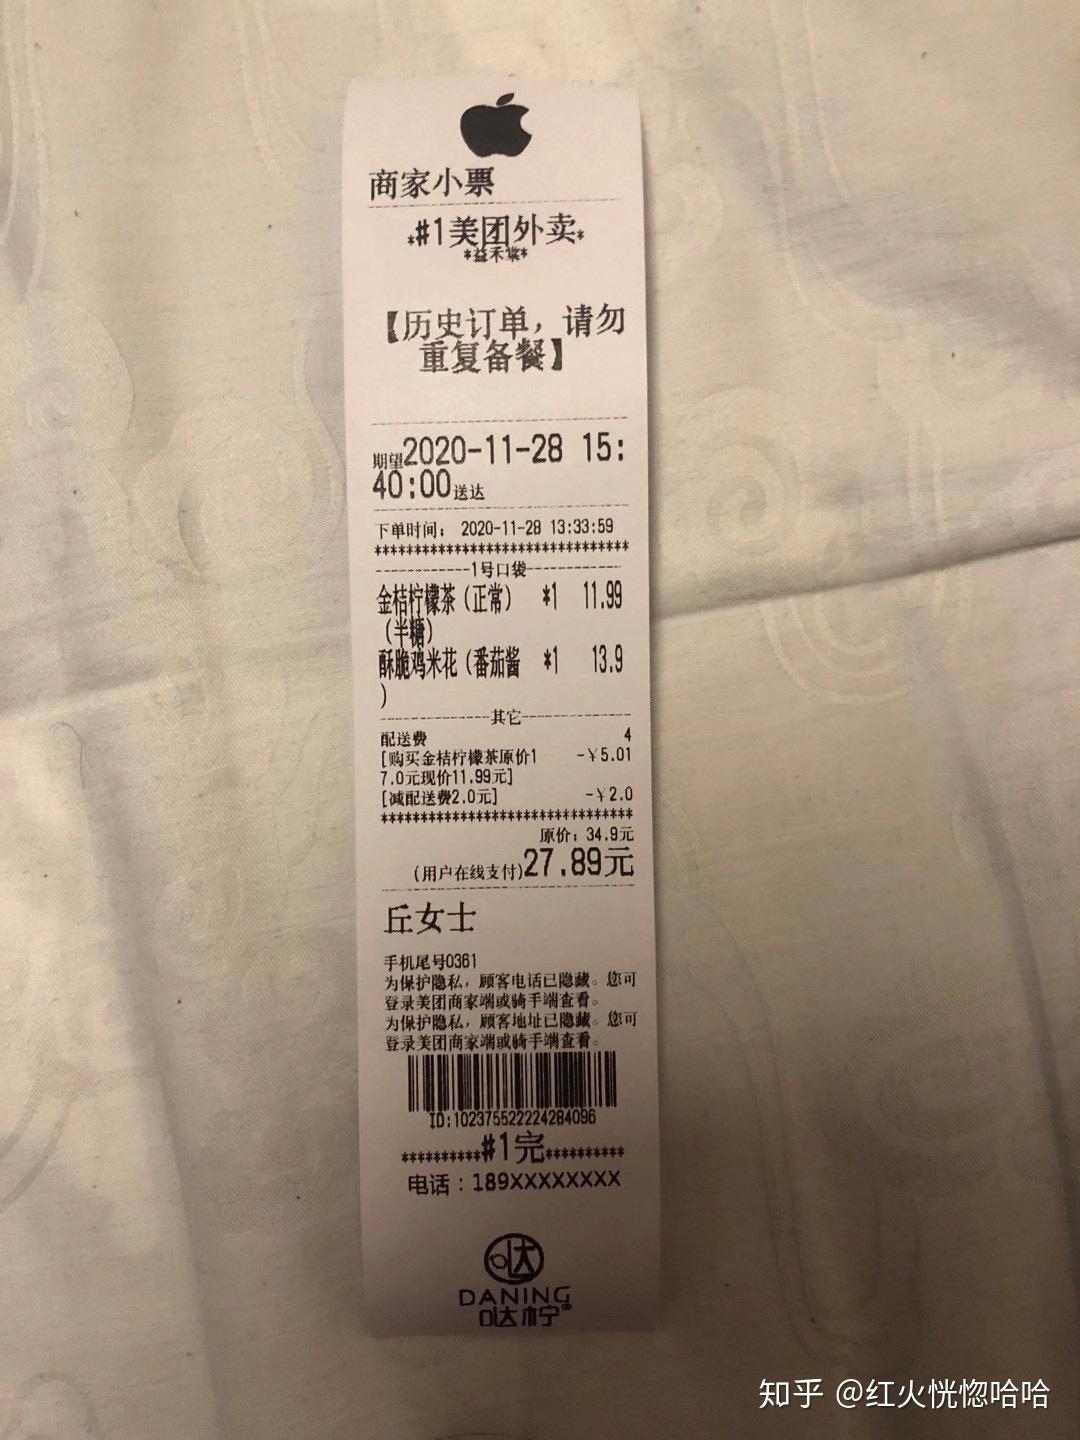 商家小票
*#1美团外卖*
*益禾堂*
【历史订单，请勿
重复备餐】
期望2020-11-28 15:
40:00送达
下单时间： 2020-11-28 13:33:59
********************************
------------1号口袋------------
金桔柠檬茶（正常） *1 11.99
（半糖）
酥脆鸡米花（番茄酱 *1 13.9
）
--------------其它--------------
配送费 4
[购买金桔柠檬茶原价1 -￥5.01
7.0元现价11.99元]
[减配送费2.0元] -￥2.0
********************************
原价：34.9元
(用户在线支付)27.89元
丘女士
手机尾号0361
为保护隐私，顾客电话已隐藏。您可
登录美团商家端或骑手端查看。
为保护隐私，顾客地址已隐藏。您可
登录美团商家端或骑手端查看。
ID:102375522224284096
**********#1完**********
电话：189XXXXXXXX
哒
DANING
哒柠®
知乎 @红火恍惚哈哈